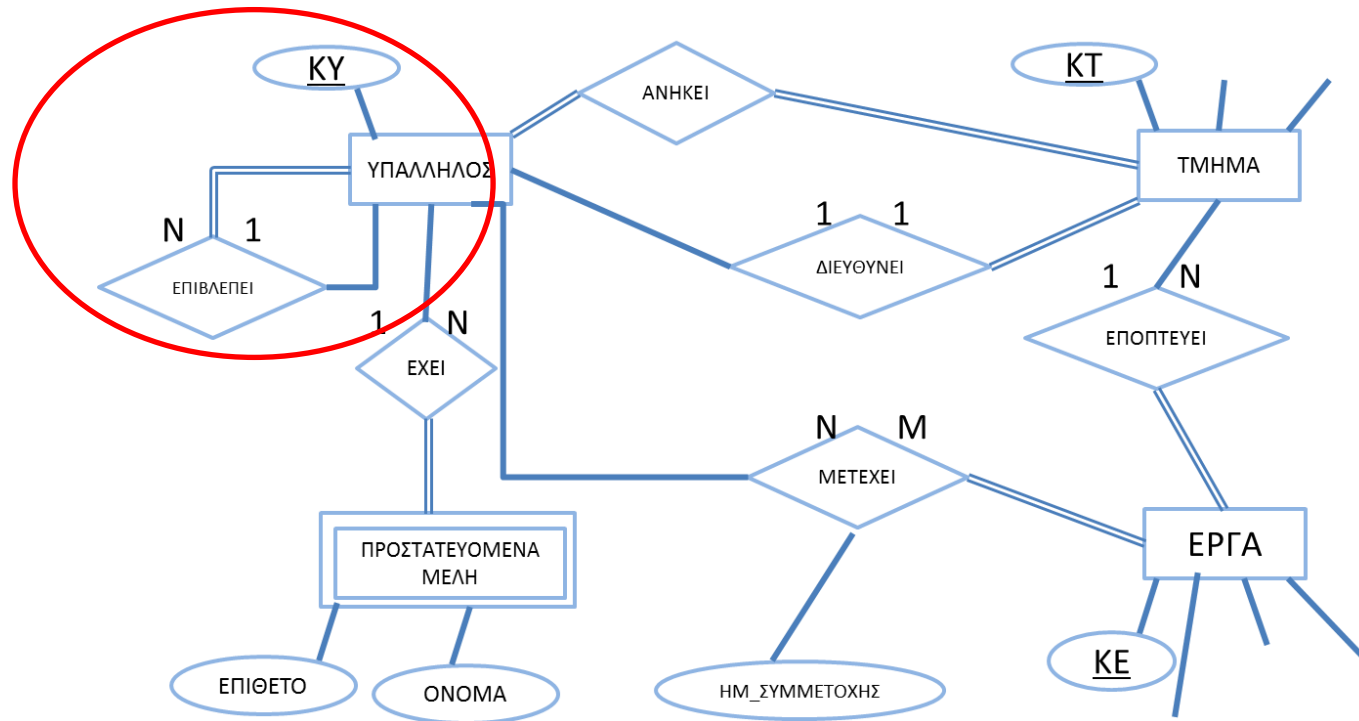 ΚΥ
ΚΤ
ΑΝΗΚΕΙ
ΥΠΑΛΛΗΛΟΣ
ΤΜΗΜΑ
Ν 1
1 1
ΕΠΙΒΛΕΠΕΙ
ΔΙΕΥΘΥΝΕΙ
1 Ν
1 Ν
ΕΠΟΠΤΕΥΕΙ
ΕΧΕΙ
Ν Μ
ΜΕΤΕΧΕΙ
ΠΡΟΣΤΑΤΕΥΟΜΕΝΑ
ΜΕΛΗ
ΕΡΓΑ
ΚΕ
ΕΠΙΘΕΤΟ
ΟΝΟΜΑ
ΗΜ_ΣΥΜΜΕΤΟΧΗΣ